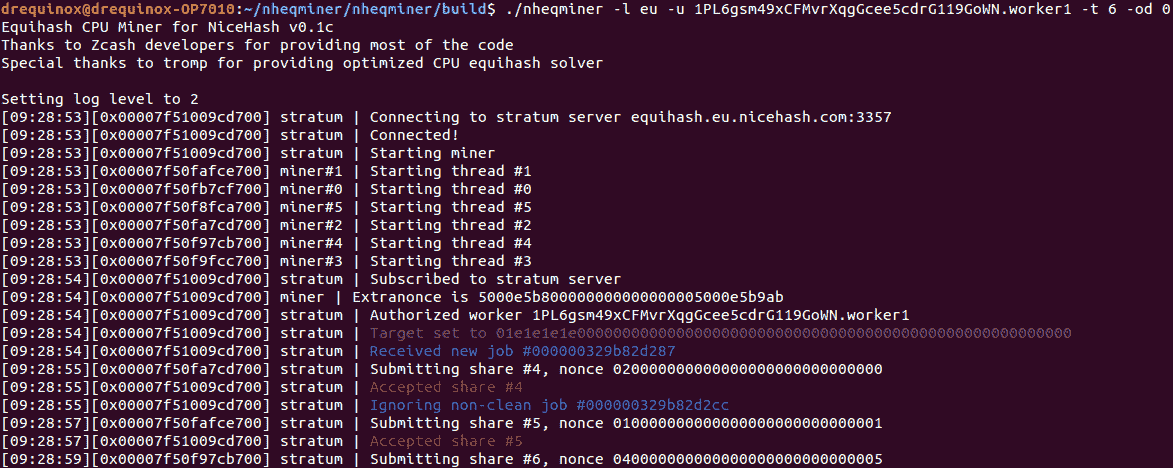 drequinox@drequinox-OP7010:~/nheqminer/nheqminer/build$ ./nheqminer -l eu -u 1PL6gsm49xCFMvrXqgGcee5cdrG119GoWN.worker1 -t 6 -od 0
Equihash CPU Miner for NiceHash v0.1c
Thanks to Zcash developers for providing most of the code
Special thanks to tromp for providing optimized CPU equihash solver
Setting log level to 2
[09:28:53][0x00007f51009cd700] stratum | Connecting to stratum server equihash.eu.nicehash.com:3357
[09:28:53][0x00007f51009cd700] stratum | Connected!
[09:28:53][0x00007f51009cd700] stratum | Starting miner
[09:28:53][0x00007f50fafce700] miner#1 | Starting thread #1
[09:28:53][0x00007f50fb7cf700] miner#0 | Starting thread #0
[09:28:53][0x00007f50f8fca700] miner#5 | Starting thread #5
[09:28:53][0x00007f50fa7cd700] miner#2 | Starting thread #2
[09:28:53][0x00007f50f97cb700] miner#4 | Starting thread #4
[09:28:53][0x00007f50f9fcc700] miner#3 | Starting thread #3
[09:28:54][0x00007f51009cd700] stratum | Subscribed to stratum server
[09:28:54][0x00007f51009cd700] miner | Extranonce is 5000e5b8000000000000000005000e5b9ab
[09:28:54][0x00007f51009cd700] stratum | Authorized worker 1PL6gsm49xCFMvrXqgGcee5cdrG119GoWN.worker1
[09:28:54][0x00007f51009cd700] stratum | Target set to
[09:28:54][0x00007f51009cd700] stratum | Received new job #000000329b82d287
[09:28:55][0x00007f50fa7cd700] stratum | Submitting share #4, nonce 0200000000000000000000000000000
[09:28:55][0x00007f51009cd700] stratum | Accepted share #4
[09:28:55][0x00007f51009cd700] stratum | Ignoring non-clean job #000000329b82d2cc
[09:28:57][0x00007f50fafce700] stratum | Submitting share #5, nonce 0100000000000000000000000000001
[09:28:57][0x00007f51009cd700] stratum | Accepted share #5
[09:28:59][0x00007f50f97cb700] stratum | Submitting share #6, nonce 0400000000000000000000000000005